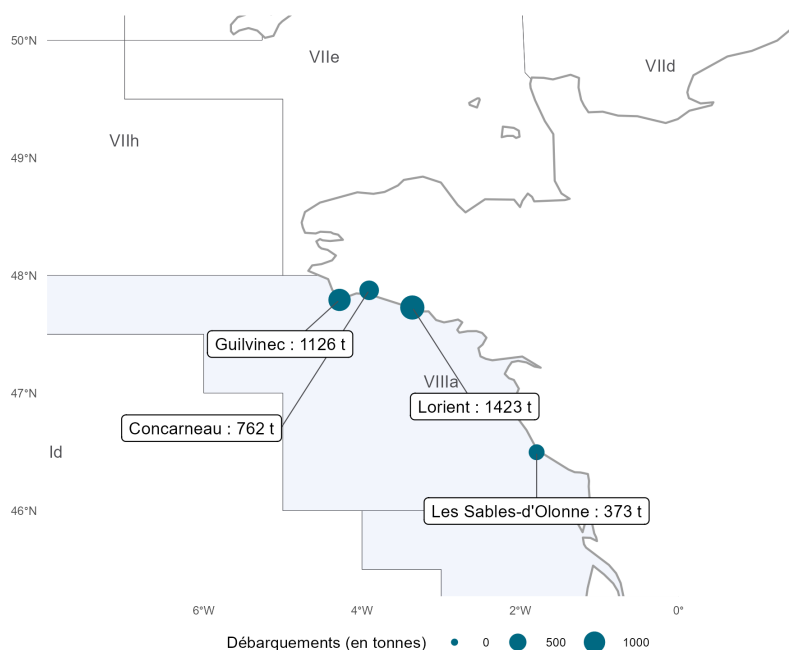 50°N
VIIe
VIId
VIIh
49°N
48°N
Guilvinec : 1126 t
47°N
VIIIa
Lorient : 1423 t
Concarneau : 762 t
Id
46°N
Les Sables-d'Olonne : 373 t
6°W 4°W 2°W 0°
Débarquements (en tonnes) 0 500 1000